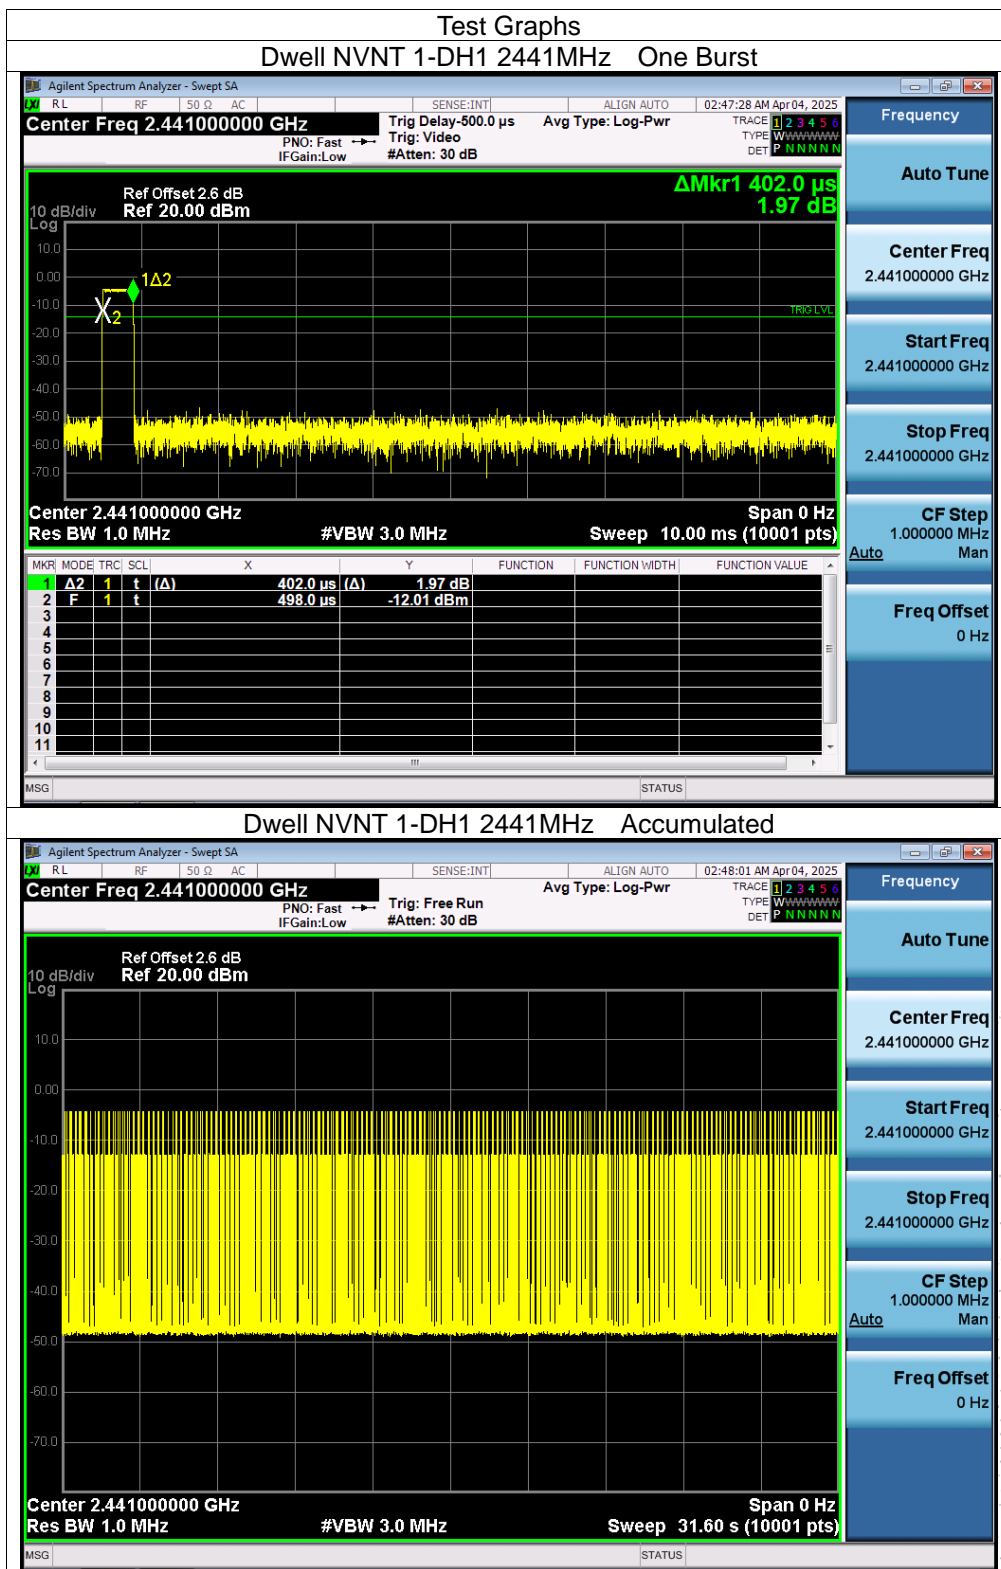 Test Graphs
Dwell NVNT 1-DH1 2441MHz One Burst
Agilent Spectrum Analyzer - Swept SA
LXI RL RF 50 Ω AC SENSE:INT ALIGN AUTO 02:47:28 AM Apr 04, 2025
Center Freq 2.441000000 GHz
PNO: Fast
IFGain:Low
Trig Delay-500.0 µs
Trig: Video
#Atten: 30 dB
Avg Type: Log-Pwr
TRACE 1 2 3 4 5 6
TYPE WWWWWW
DET P N N N N N
Frequency
Auto Tune
Center Freq
2.441000000 GHz
Start Freq
2.441000000 GHz
Stop Freq
2.441000000 GHz
CF Step
1.000000 MHz
Auto Man
Freq Offset
0 Hz
ΔMkr1 402.0 µs
1.97 dB
Ref Offset 2.6 dB
10 dB/div Ref 20.00 dBm
Log
10.0
0.00
-10.0
-20.0
-30.0
-40.0
-50.0
-60.0
-70.0
1Δ2
X2
TRIG LVL
Center 2.441000000 GHz Span 0 Hz
Res BW 1.0 MHz #VBW 3.0 MHz Sweep 10.00 ms (10001 pts)
MKR MODE TRC SCL X Y FUNCTION FUNCTION WIDTH FUNCTION VALUE
1 Δ2 1 t (Δ) 402.0 µs (Δ) 1.97 dB
2 F 1 t 498.0 µs -12.01 dBm
3
4
5
6
7
8
9
10
11
MSG STATUS
Dwell NVNT 1-DH1 2441MHz Accumulated
Agilent Spectrum Analyzer - Swept SA
LXI RL RF 50 Ω AC SENSE:INT ALIGN AUTO 02:48:01 AM Apr 04, 2025
Center Freq 2.441000000 GHz
PNO: Fast
IFGain:Low
Trig: Free Run
#Atten: 30 dB
Avg Type: Log-Pwr
TRACE 1 2 3 4 5 6
TYPE WWWWWW
DET P N N N N N
Frequency
Auto Tune
Center Freq
2.441000000 GHz
Start Freq
2.441000000 GHz
Stop Freq
2.441000000 GHz
CF Step
1.000000 MHz
Auto Man
Freq Offset
0 Hz
Ref Offset 2.6 dB
10 dB/div Ref 20.00 dBm
Log
10.0
0.00
-10.0
-20.0
-30.0
-40.0
-50.0
-60.0
-70.0
Center 2.441000000 GHz Span 0 Hz
Res BW 1.0 MHz #VBW 3.0 MHz Sweep 31.60 s (10001 pts)
MSG STATUS